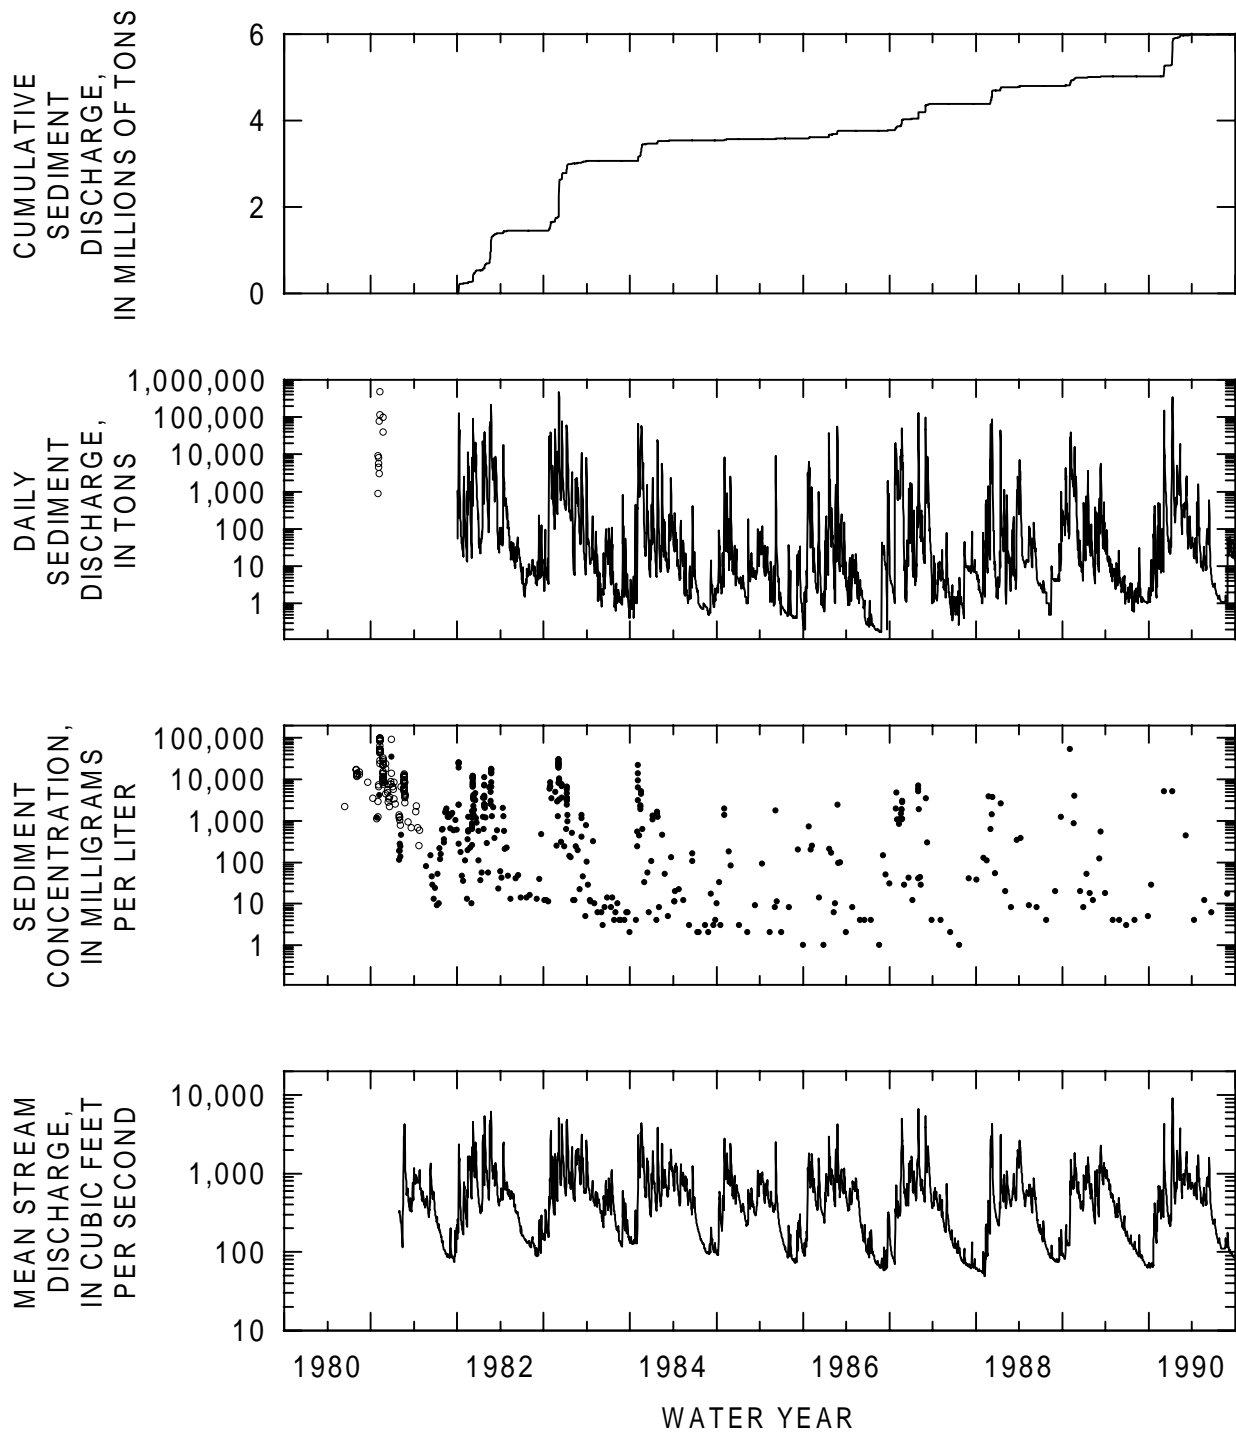 CUMULATIVE
SEDIMENT
DISCHARGE,
IN MILLIONS OF TONS
6
4
2
0
DAILY
SEDIMENT
DISCHARGE,
IN TONS
1,000,000
100,000
10,000
1,000
100
10
1
SEDIMENT
CONCENTRATION,
IN MILLIGRAMS
PER LITER
100,000
10,000
1,000
100
10
1
MEAN STREAM
DISCHARGE,
IN CUBIC FEET
PER SECOND
10,000
1,000
100
10
1980 1982 1984 1986 1988 1990
WATER YEAR